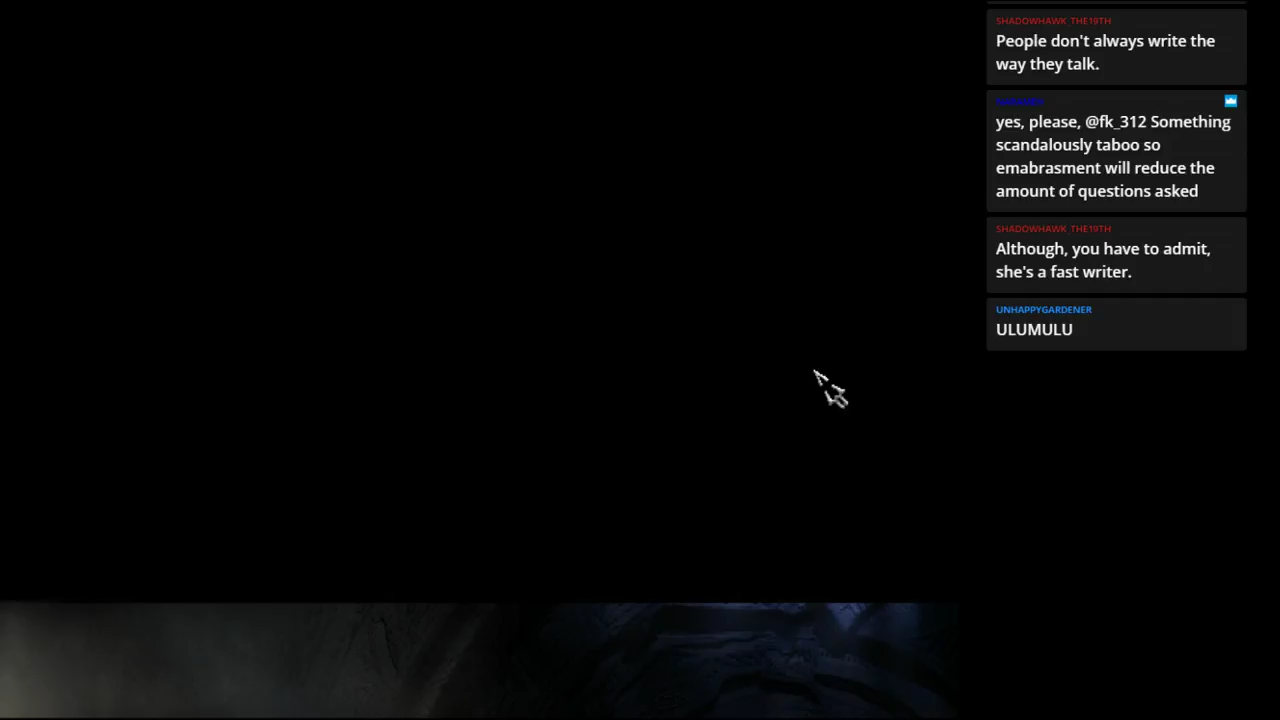 SHADOWHAWK_THE19TH
People don't always write the
way they talk.
yes, please, @fk_312 Something
scandalously taboo so
emabrasment will reduce the
amount of questions asked
SHADOWHAWK_THE19TH
Although, you have to admit,
she's a fast writer.
UNHAPPYGARDENER
ULUMULU